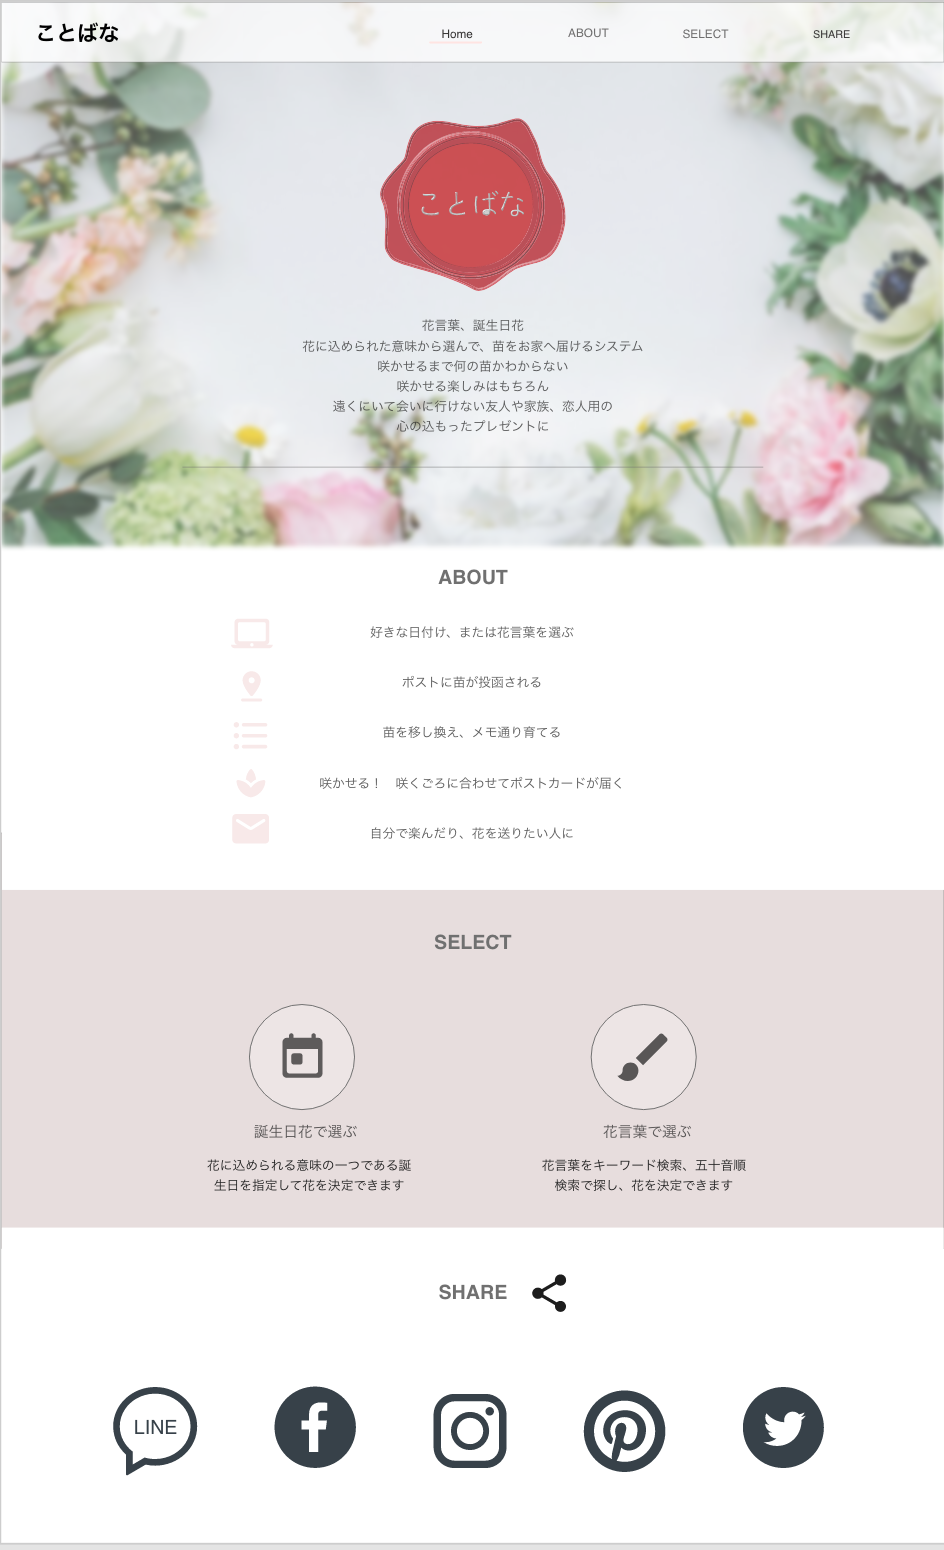 ことばな
Home
ABOUT
SELECT
SHARE
ことばな
花言葉、誕生日花
花に込められた意味から選んで、苗をお家へ届けるシステム
咲かせるまで何の苗かわからない
咲かせる楽しみはもちろん
遠くにいて会いに行けない友人や家族、恋人用の
心の込もったプレゼントに
ABOUT
好きな日付け、または花言葉を選ぶ
ポストに苗が投函される
苗を移し換え、メモ通り育てる
咲かせる！　咲くごろに合わせてポストカードが届く
自分で楽んだり、花を送りたい人に
SELECT
誕生日花で選ぶ
花に込められる意味の一つである誕
生日を指定して花を決定できます
花言葉で選ぶ
花言葉をキーワード検索、五十音順
検索で探し、花を決定できます
SHARE
LINE